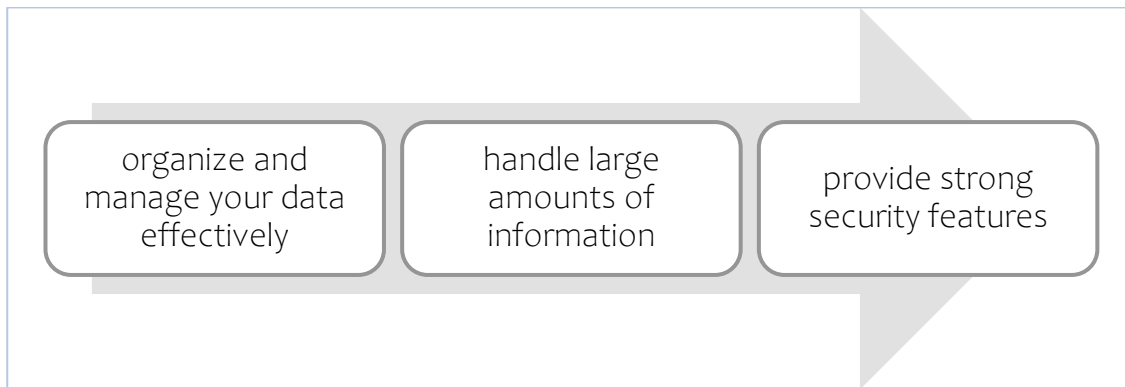 organize and
manage your data
effectively
handle large
amounts of
information
provide strong
security features